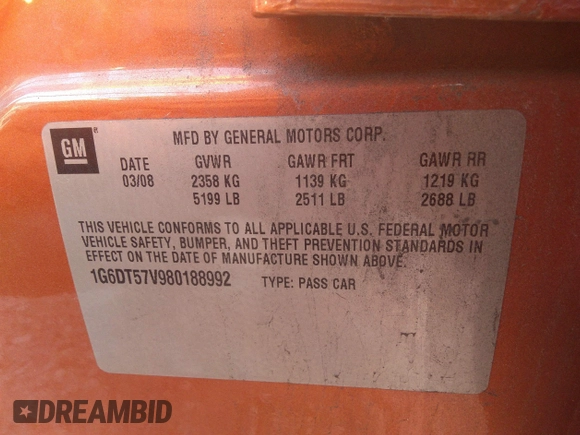 GM
MFD BY GENERAL MOTORS CORP.
DATE GVWR GAWR FRT GAWR RR
03/08 2358 KG 1139 KG 1219 KG
5199 LB 2511 LB 2688 LB
THIS VEHICLE CONFORMS TO ALL APPLICABLE U.S. FEDERAL MOTOR
VEHICLE SAFETY, BUMPER, AND THEFT PREVENTION STANDARDS IN
EFFECT ON THE DATE OF MANUFACTURE SHOWN ABOVE.
1G6DT57V980188992 TYPE: PASS CAR
DREAMBID